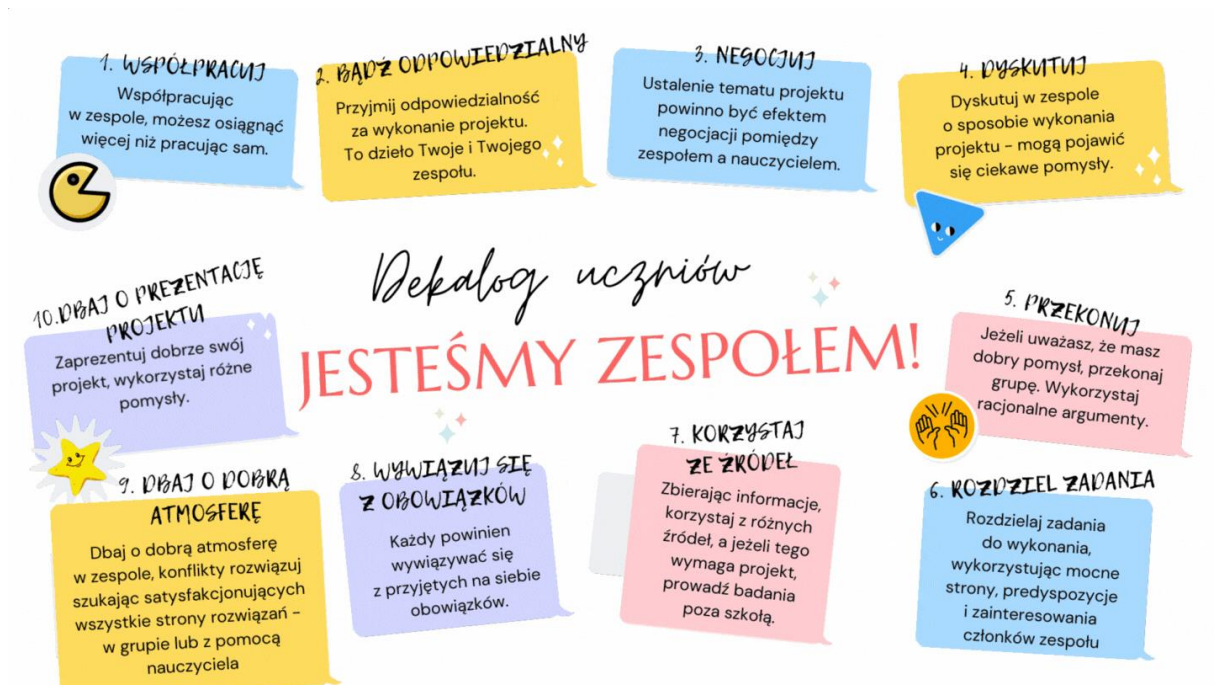 Dekalog uczniów
JESTEŚMY ZESPOŁEM!
1. WSPÓŁPRACUJ
Współpracując
w zespole, możesz osiągnąć
więcej niż pracując sam.
2. BĄDŹ ODPOWIEDZIALNY
Przyjmij odpowiedzialność
za wykonanie projektu.
To dzieło Twoje i Twojego
zespołu.
3. NEGOCJUJ
Ustalenie tematu projektu
powinno być efektem
negocjacji pomiędzy
zespołem a nauczycielem.
4. DYSKUTUJ
Dyskutuj w zespole
o sposobie wykonania
projektu – mogą pojawić
się ciekawe pomysły.
5. PRZEKONUJ
Jeżeli uważasz, że masz
dobry pomysł, przekonaj
grupę. Wykorzystaj
racjonalne argumenty.
6. ROZDZIEL ZADANIA
Rozdzielaj zadania
do wykonania,
wykorzystując mocne
strony, predyspozycje
i zainteresowania
członków zespołu
7. KORZYSTAJ
ZE ŹRÓDEŁ
Zbierając informacje,
korzystaj z różnych
źródeł, a jeżeli tego
wymaga projekt,
prowadź badania
poza szkołą.
8. WYWIĄZUJ SIĘ
Z OBOWIĄZKÓW
Każdy powinien
wywiązywać się
z przyjętych na siebie
obowiązków.
9. DBAJ O DOBRĄ
ATMOSFERĘ
Dbaj o dobrą atmosferę
w zespole, konflikty rozwiązuj
szukając satysfakcjonujących
wszystkie strony rozwiązań –
w grupie lub z pomocą
nauczyciela
10.DBAJ O PREZENTACJĘ
PROJEKTU
Zaprezentuj dobrze swój
projekt, wykorzystaj różne
pomysły.